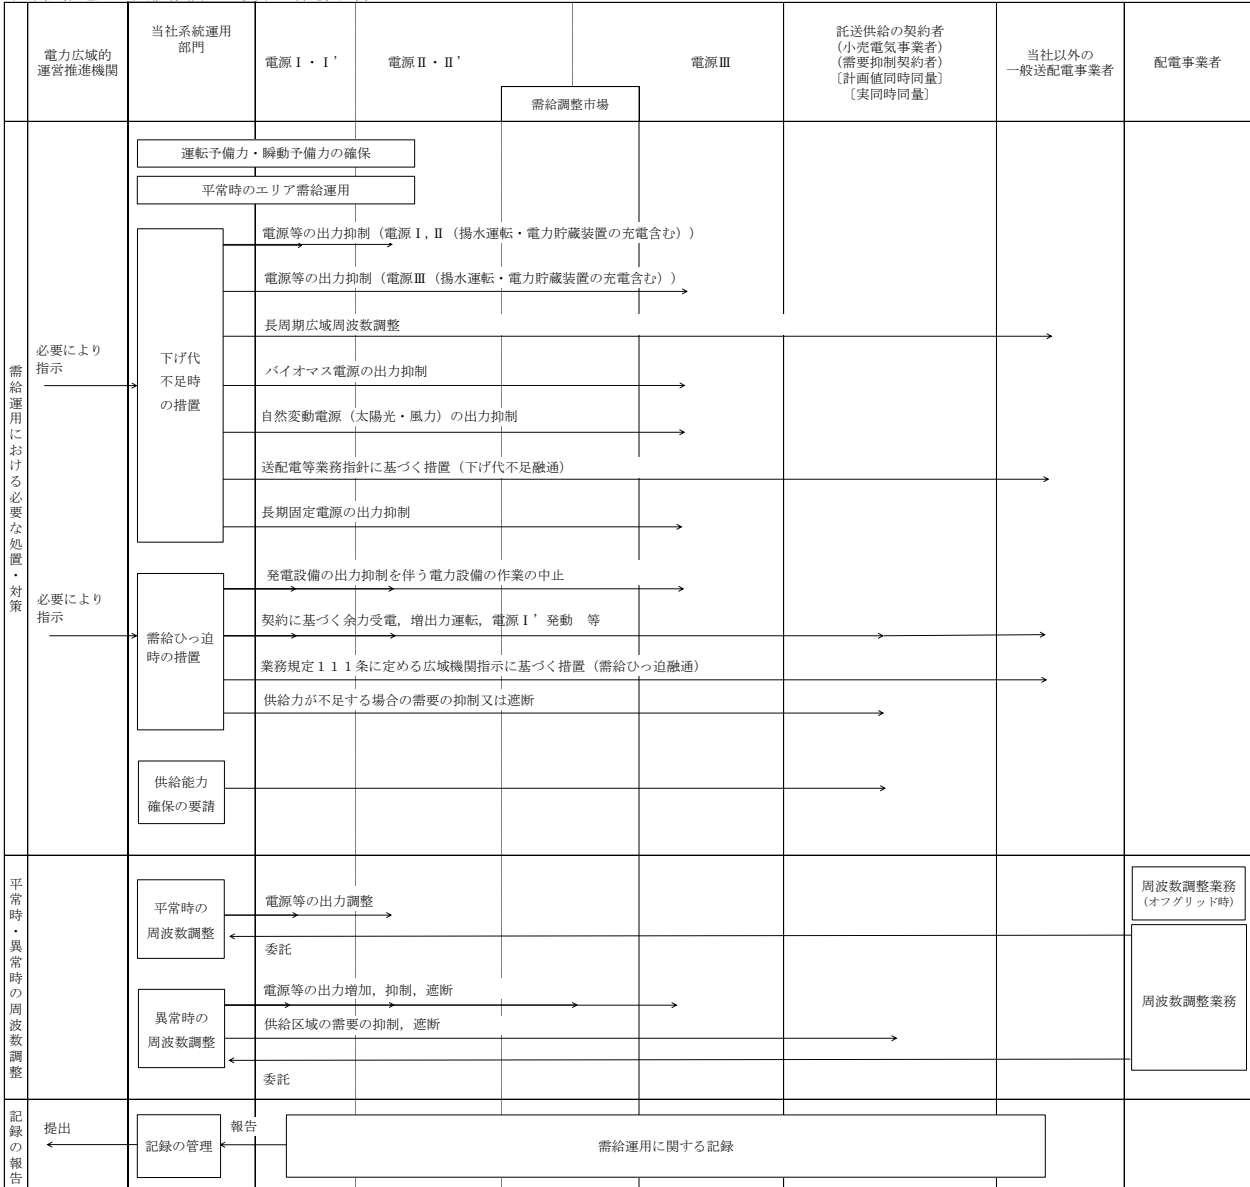 電力広域的
運営推進機関
当社系統運用
部門
電源Ⅰ・Ⅰ’
電源Ⅱ・Ⅱ’
電源Ⅲ
需給調整市場
託送供給の契約者
(小売電気事業者)
(需要抑制契約者)
〔計画値同時同量〕
〔実同時同量〕
当社以外の
一般送配電事業者
配電事業者
需給運用における必要な処置・対策
運転予備力・瞬動予備力の確保
平常時のエリア需給運用
電源等の出力抑制（電源Ⅰ,Ⅱ（揚水運転・電力貯蔵装置の充電含む））
電源等の出力抑制（電源Ⅲ（揚水運転・電力貯蔵装置の充電含む））
長周期広域周波数調整
必要により
指示
下げ代
不足時
の措置
バイオマス電源の出力抑制
自然変動電源（太陽光・風力）の出力抑制
送配電等業務指針に基づく措置（下げ代不足融通）
長期固定電源の出力抑制
発電設備の出力抑制を伴う電力設備の作業の中止
必要により
指示
需給ひっ迫
時の措置
契約に基づく余力受電，増出力運転，電源Ⅰ’発動　等
業務規定１１１条に定める広域機関指示に基づく措置（需給ひっ迫融通）
供給力が不足する場合の需要の抑制又は遮断
供給能力
確保の要請
平常時・異常時の周波数調整
平常時の
周波数調整
電源等の出力調整
委託
周波数調整業務
(オフグリッド時)
異常時の
周波数調整
電源等の出力増加，抑制，遮断
供給区域の需要の抑制，遮断
委託
周波数調整業務
記録の報告
提出
記録の管理
報告
需給運用に関する記録